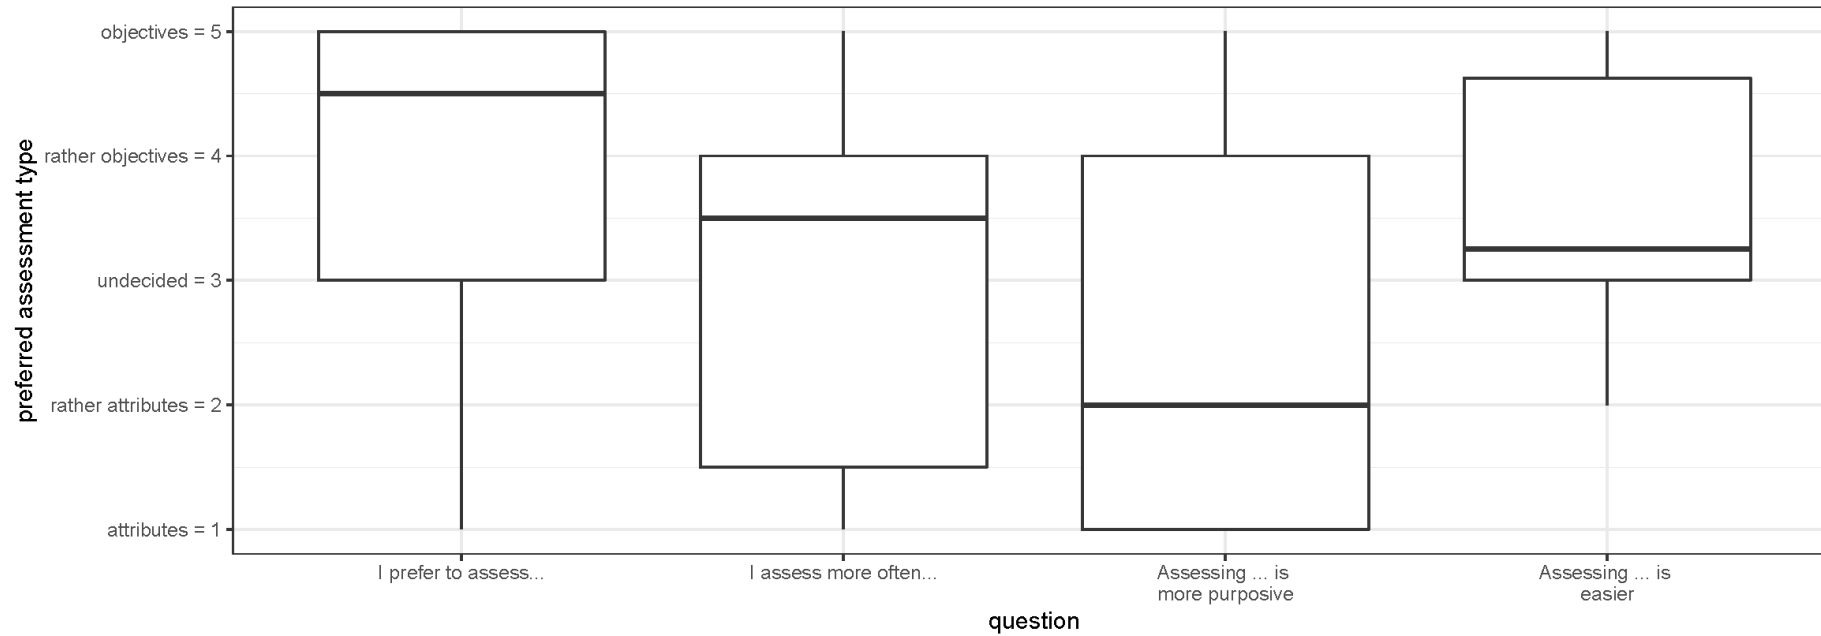 preferred assessment type
objectives = 5
rather objectives = 4
undecided = 3
rather attributes = 2
attributes = 1
I prefer to assess...
I assess more often...
Assessing ... is
more purposive
Assessing ... is
easier
question